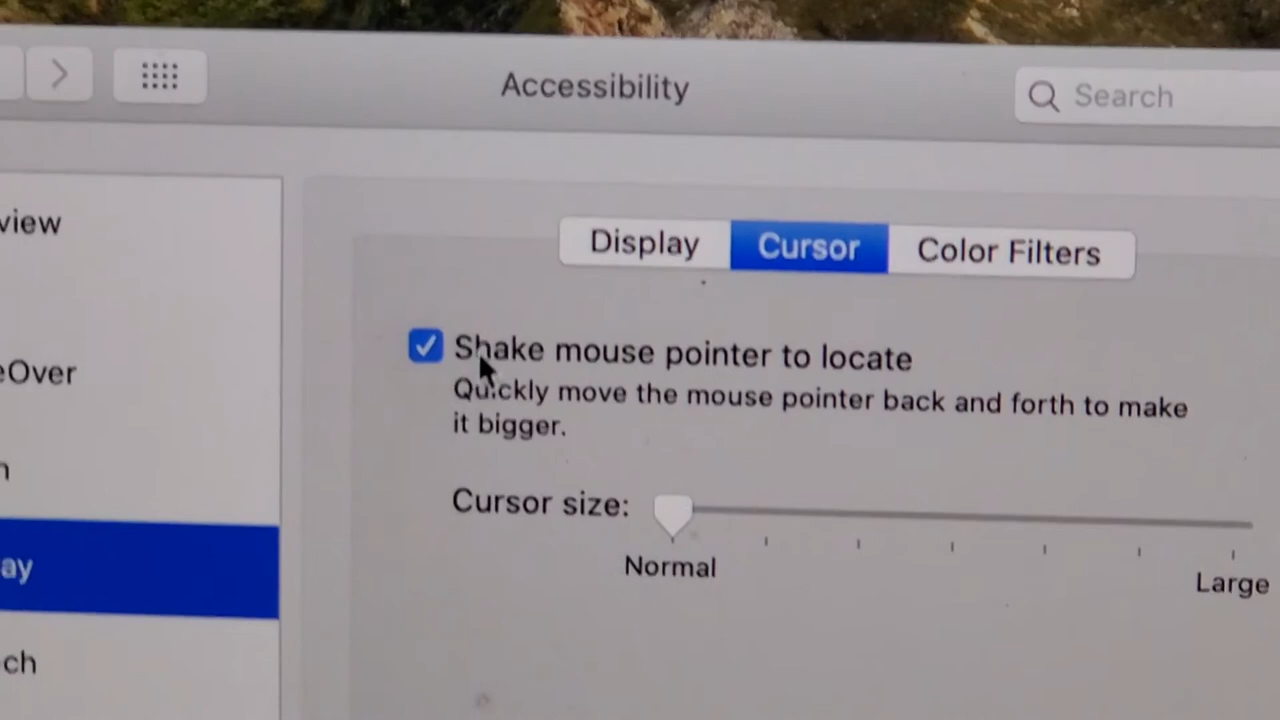 Accessibility
Search
view
eOver
n
ay
ch
Display
Cursor
Color Filters
Shake mouse pointer to locate
Quickly move the mouse pointer back and forth to make
it bigger.
Cursor size:
Normal
Large